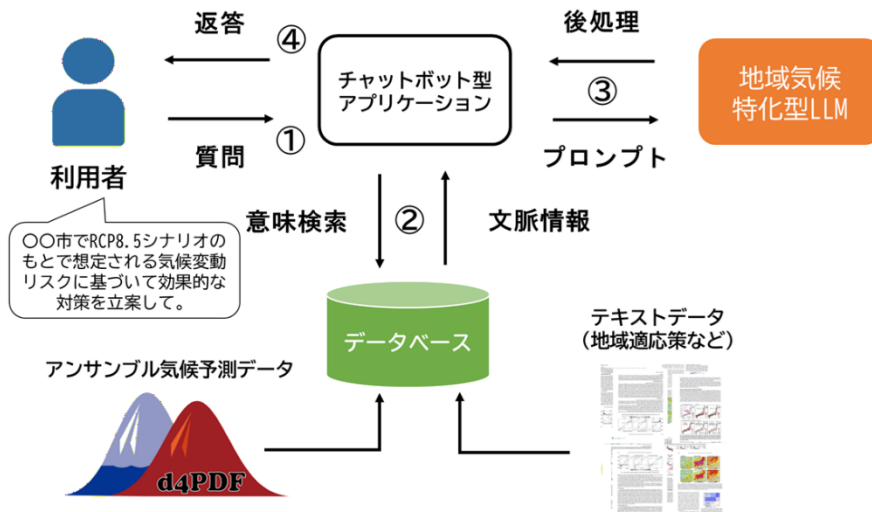 返答
④
後処理
チャットボット型
アプリケーション
地域気候
特化型LLM
③
①
質問
プロンプト
利用者
意味検索
②
文脈情報
〇〇市でRCP8.5シナリオの
もとで想定される気候変動
リスクに基づいて効果的な
対策を立案して。
データベース
テキストデータ
(地域適応策など)
アンサンブル気候予測データ
d4PDF